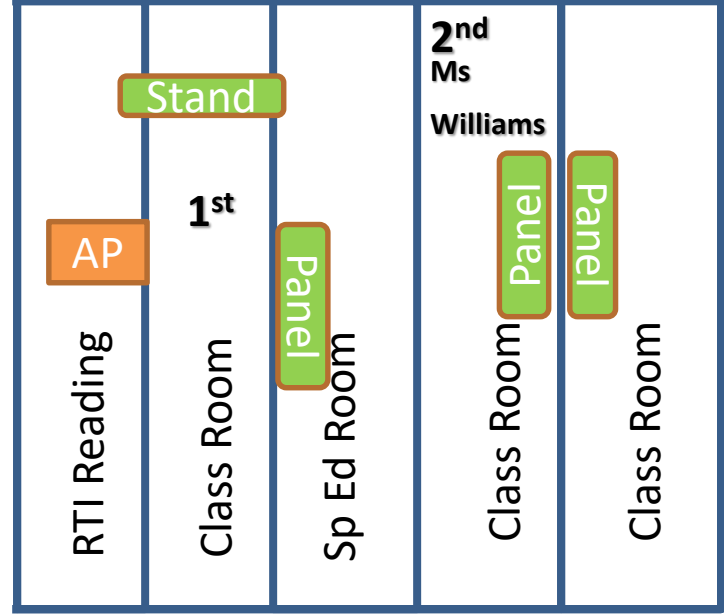 2nd
Ms
Williams
Stand
1st
AP
Panel
Panel
Panel
RTI Reading
Class Room
Sp Ed Room
Class Room
Class Room